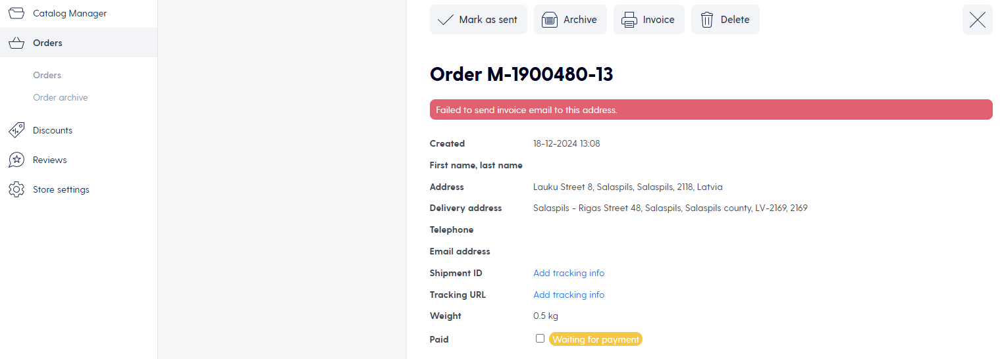 Catalog Manager
Orders
Orders
Order archive
Discounts
Reviews
Store settings
Mark as sent
Archive
Invoice
Delete
Order M-1900480-13
Failed to send invoice email to this address.
Created 18-12-2024 13:08
First name, last name
Address Lauku Street 8, Salaspils, Salaspils, 2118, Latvia
Delivery address Salaspils - Rigas Street 48, Salaspils, Salaspils county, LV-2169, 2169
Telephone
Email address
Shipment ID Add tracking info
Tracking URL Add tracking info
Weight 0.5 kg
Paid Waiting for payment